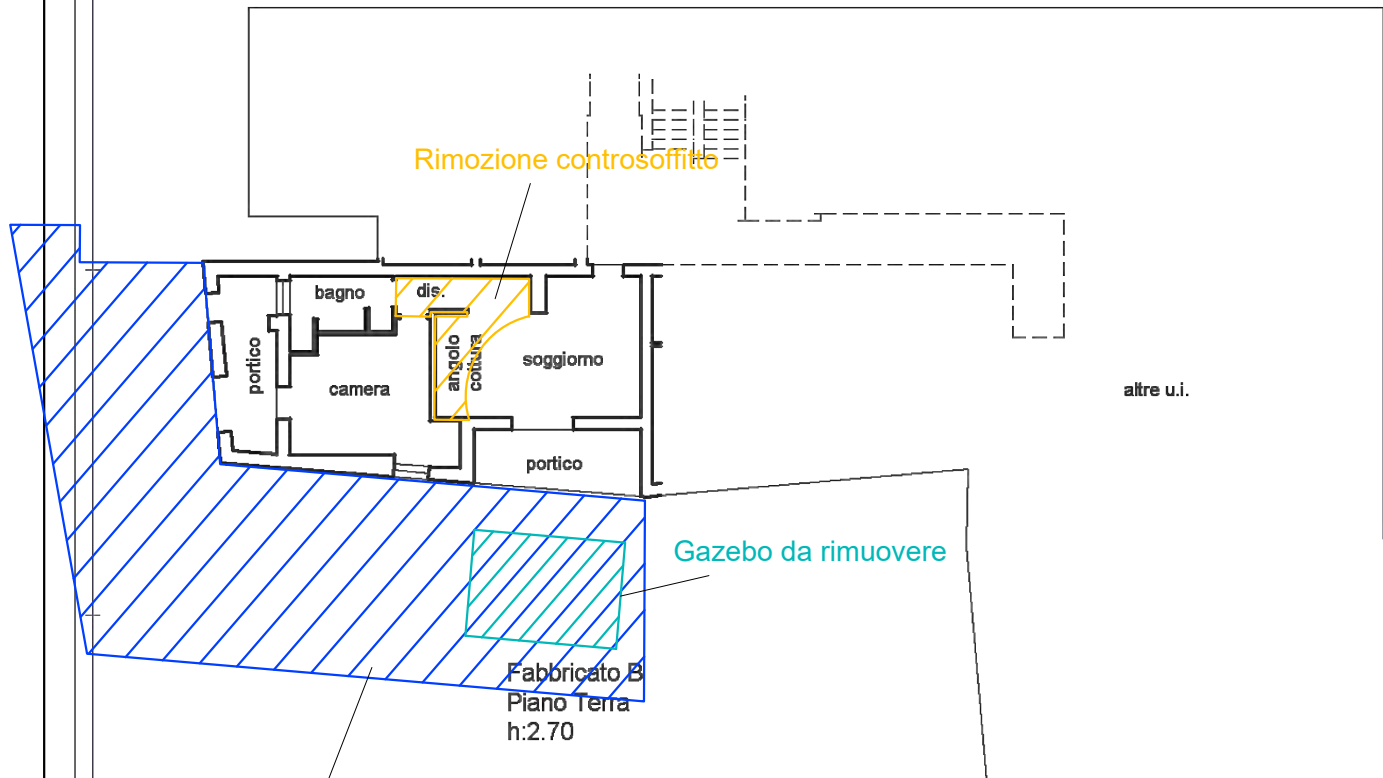 Rimozione controsoffitto
bagno
dis.
portico
angolo
cottura
soggiorno
camera
altre u.i.
portico
Gazebo da rimuovere
Fabbricato B
Piano Terra
h:2.70